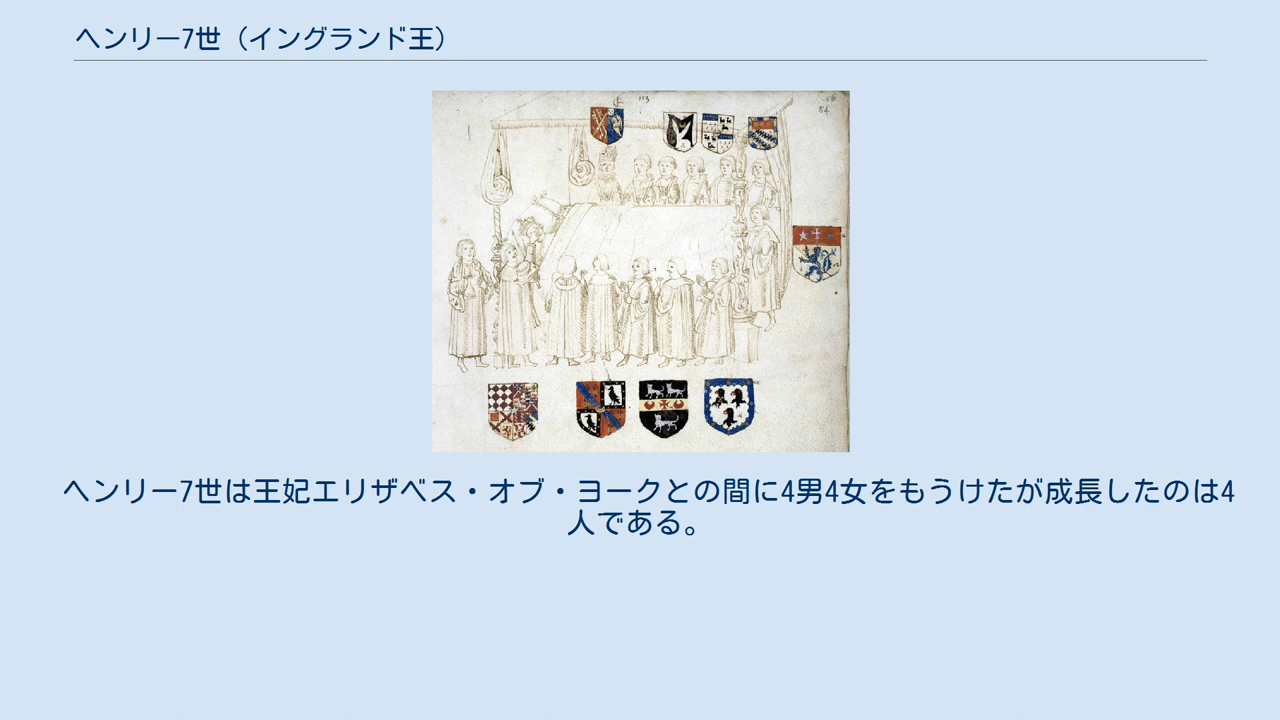 ヘンリー7世（イングランド王）
113
54
ヘンリー7世は王妃エリザベス・オブ・ヨークとの間に4男4女をもうけたが成長したのは4
人である。